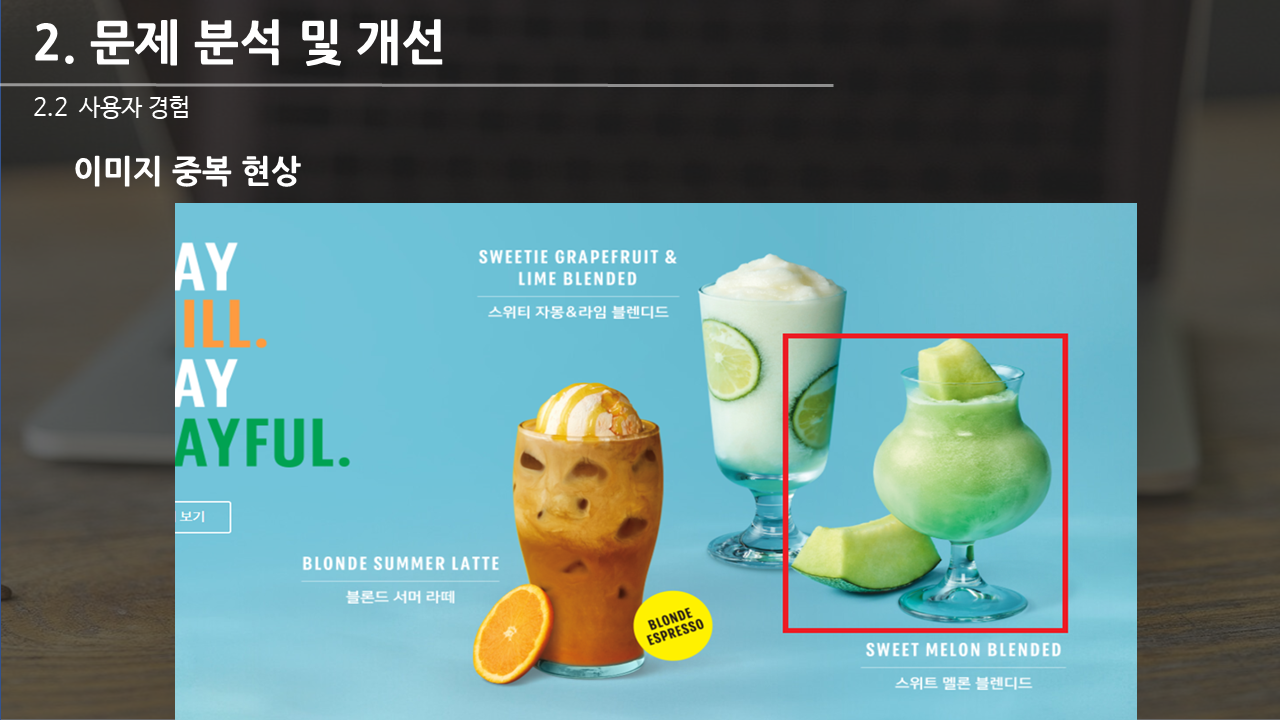 2. 문제 분석 및 개선
2.2 사용자 경험
이미지 중복 현상
AY
ILL.
AY
AYFUL.
보기
SWEETIE GRAPEFRUIT &
LIME BLENDED
스위티 자몽&라임 블렌디드
BLONDE SUMMER LATTE
블론드 서머 라떼
BLONDE
ESPRESSO
SWEET MELON BLENDED
스위트 멜론 블렌디드